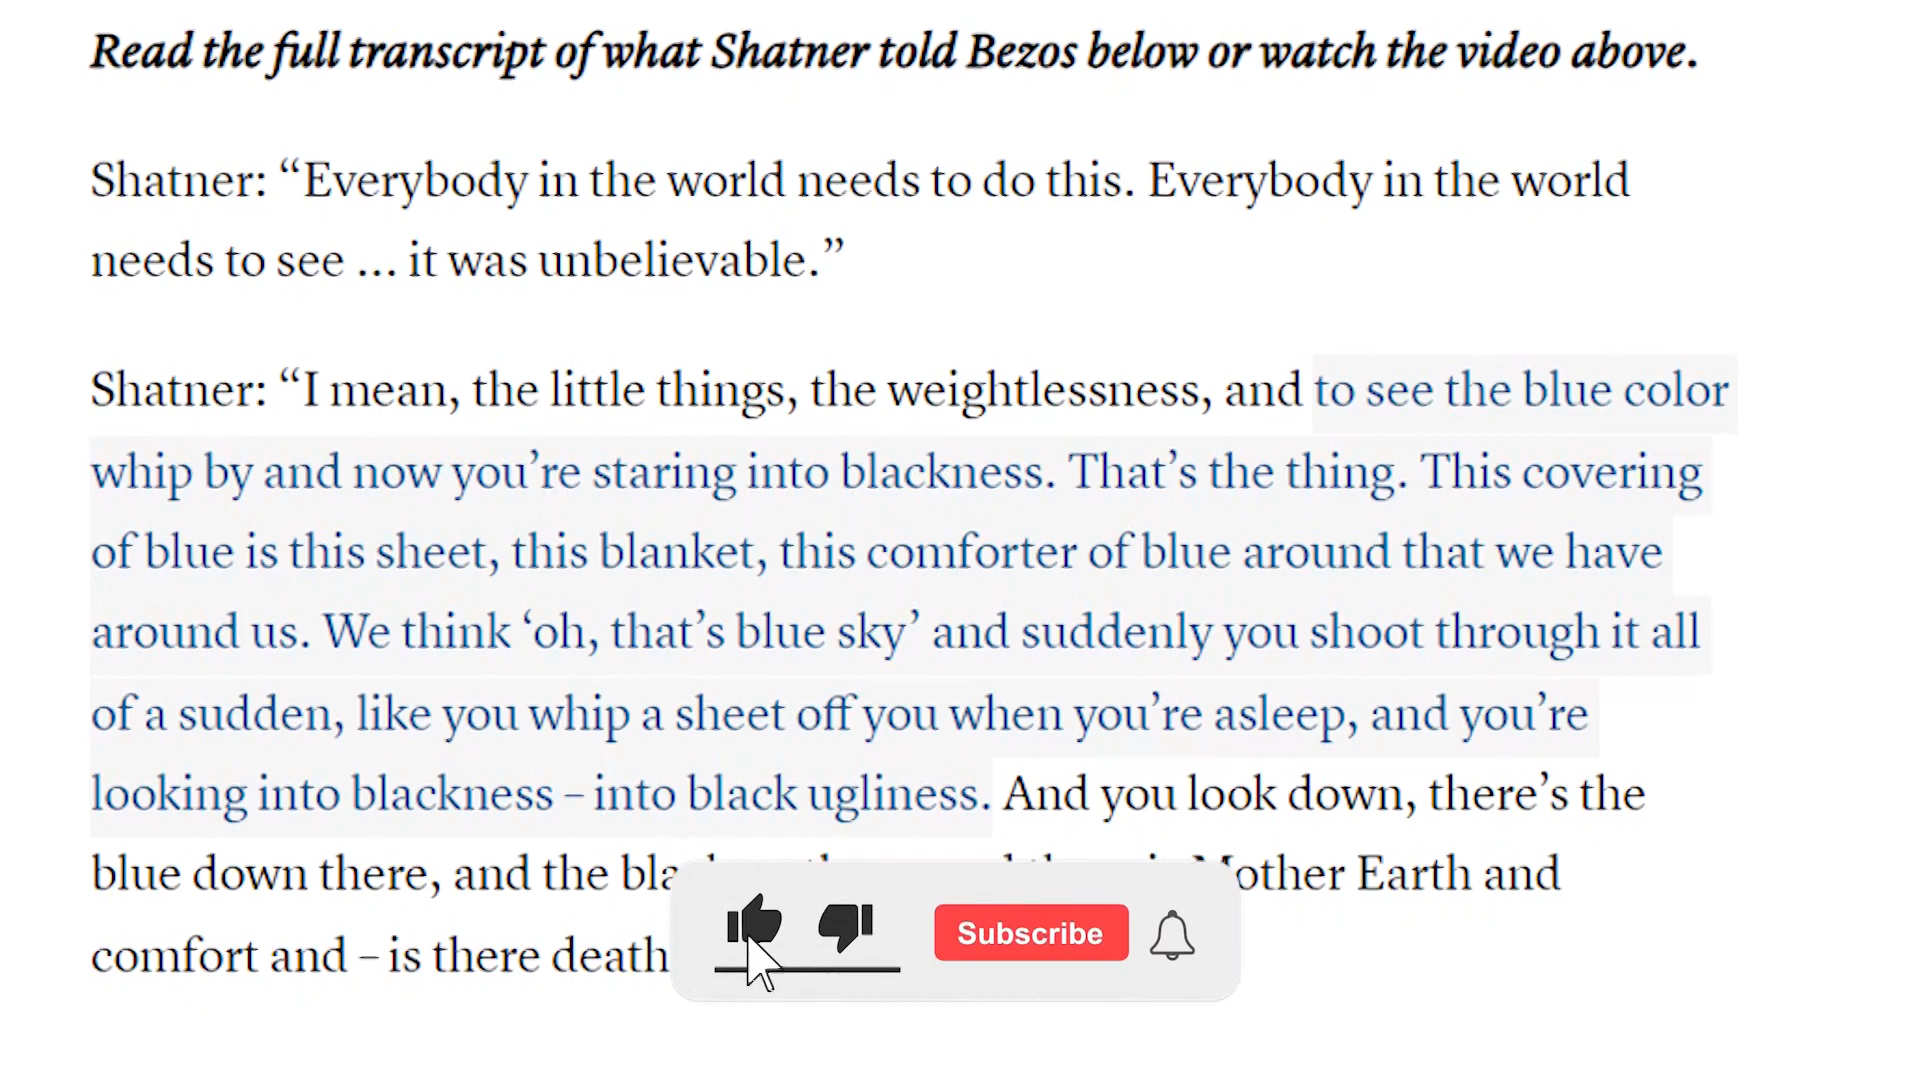 Read the full transcript of what Shatner told Bezos below or watch the video above.
Shatner: “Everybody in the world needs to do this. Everybody in the world
needs to see ... it was unbelievable.”
Shatner: “I mean, the little things, the weightlessness, and to see the blue color
whip by and now you’re staring into blackness. That’s the thing. This covering
of blue is this sheet, this blanket, this comforter of blue around that we have
around us. We think ‘oh, that’s blue sky’ and suddenly you shoot through it all
of a sudden, like you whip a sheet off you when you’re asleep, and you’re
looking into blackness – into black ugliness. And you look down, there’s the
blue down there, and the Earth and
comfort and – is there death
Subscribe